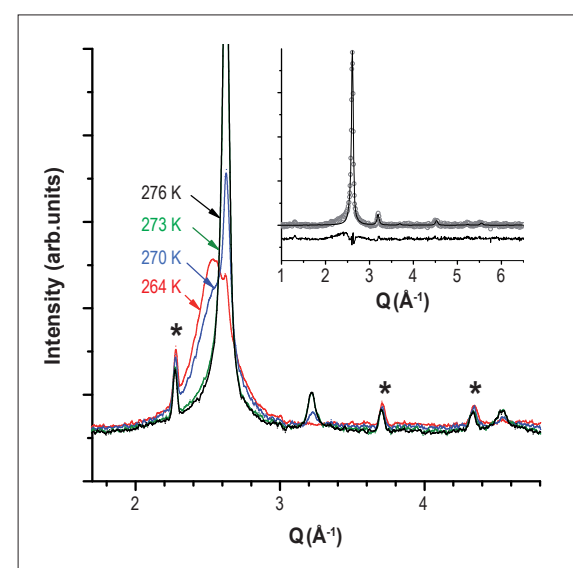 Intensity (arb.units)
276 K
273 K
270 K
264 K
*
*
*
2
3
4
Q (Å-1)
1
2
3
4
5
6
Q (Å-1)